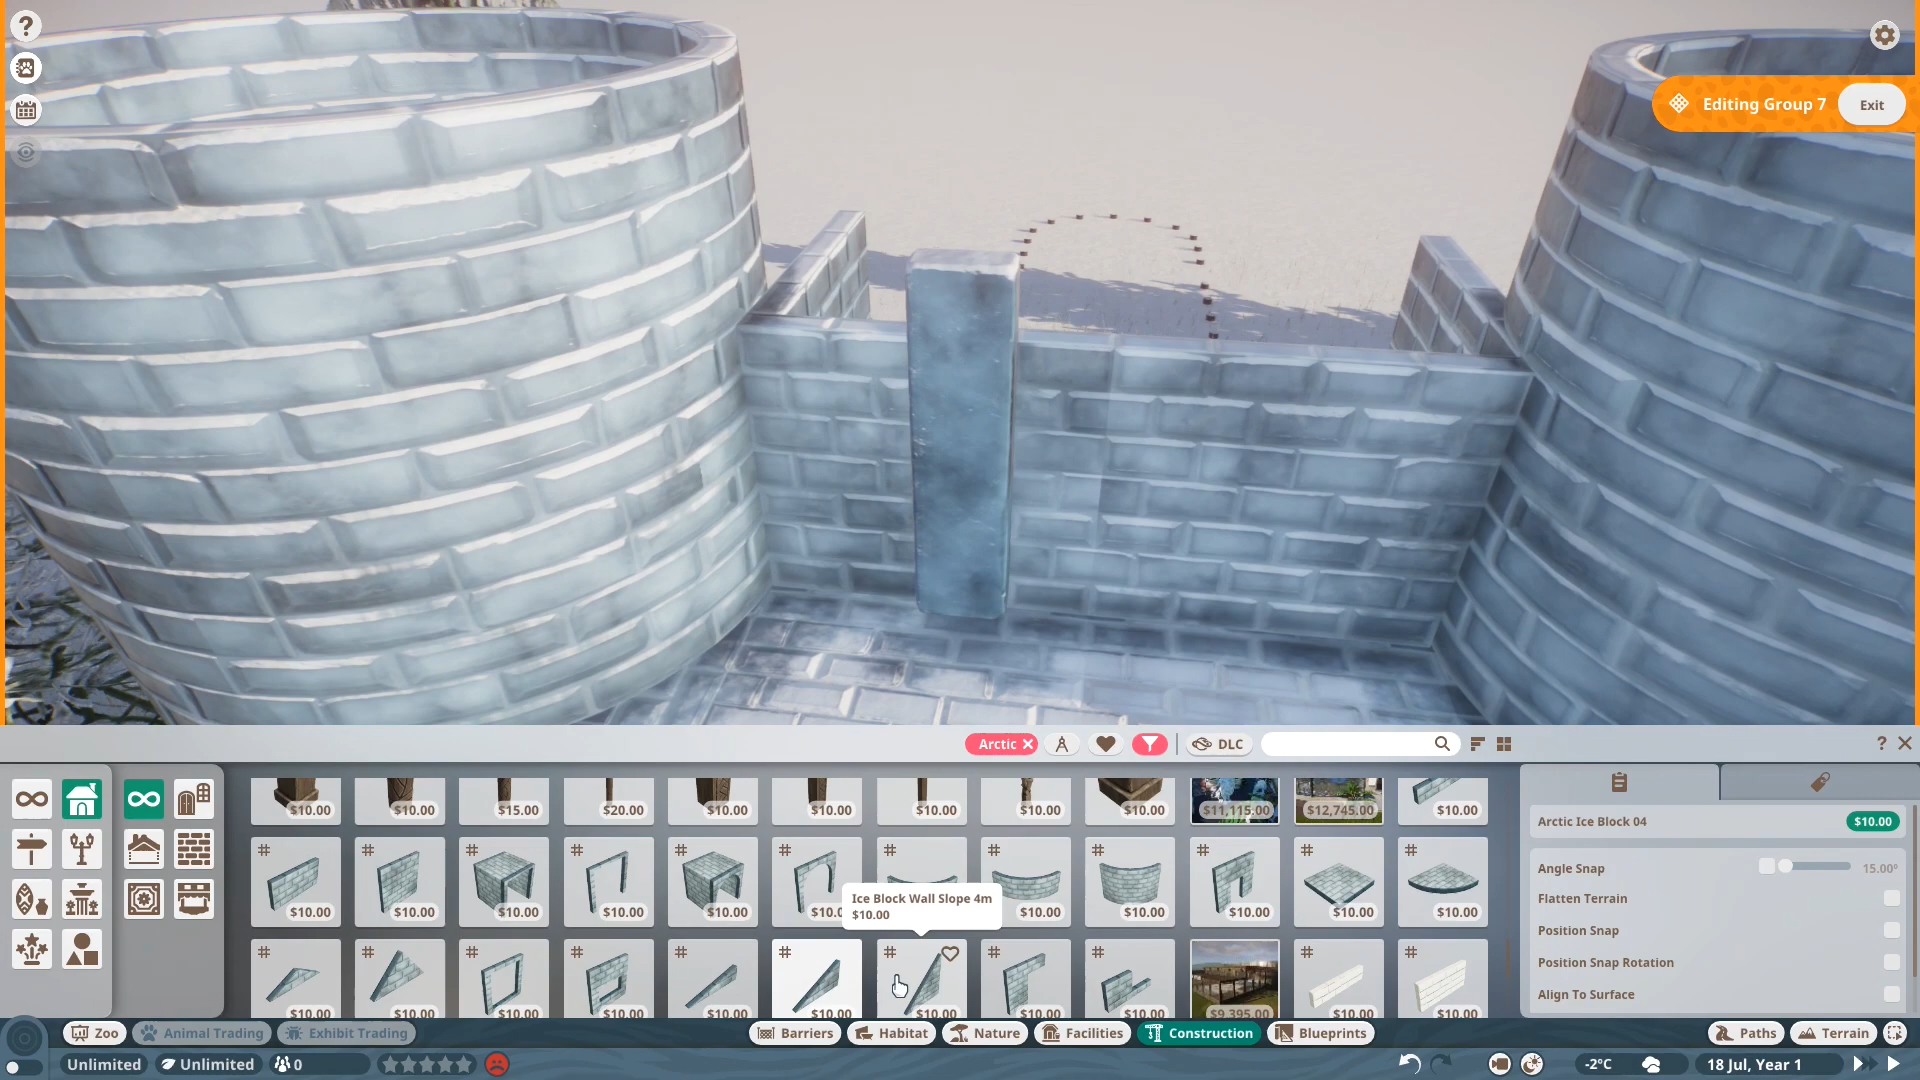 ?
Editing Group 7
Exit
Arctic ✕
DLC
?
$10.00
$10.00
$15.00
$20.00
$10.00
$10.00
$10.00
$10.00
$10.00
$11,115.00
$12,745.00
$10.00
$10.00
$10.00
$10.00
$10.00
$10.00
$10.0
$10.00
$10.00
$10.00
$10.00
$10.00
Ice Block Wall Slope 4m
$10.00
$10.00
$10.00
$10.00
$10.00
$10.00
$10.00
$10.00
$10.00
$10.00
$9,395.00
$10.00
$10.00
Arctic Ice Block 04
$10.00
Angle Snap
15.00°
Flatten Terrain
Position Snap
Position Snap Rotation
Align To Surface
Zoo
Animal Trading
Exhibit Trading
Barriers
Habitat
Nature
Facilities
Construction
Blueprints
Paths
Terrain
Unlimited
Unlimited
0
-2°C
18 Jul, Year 1